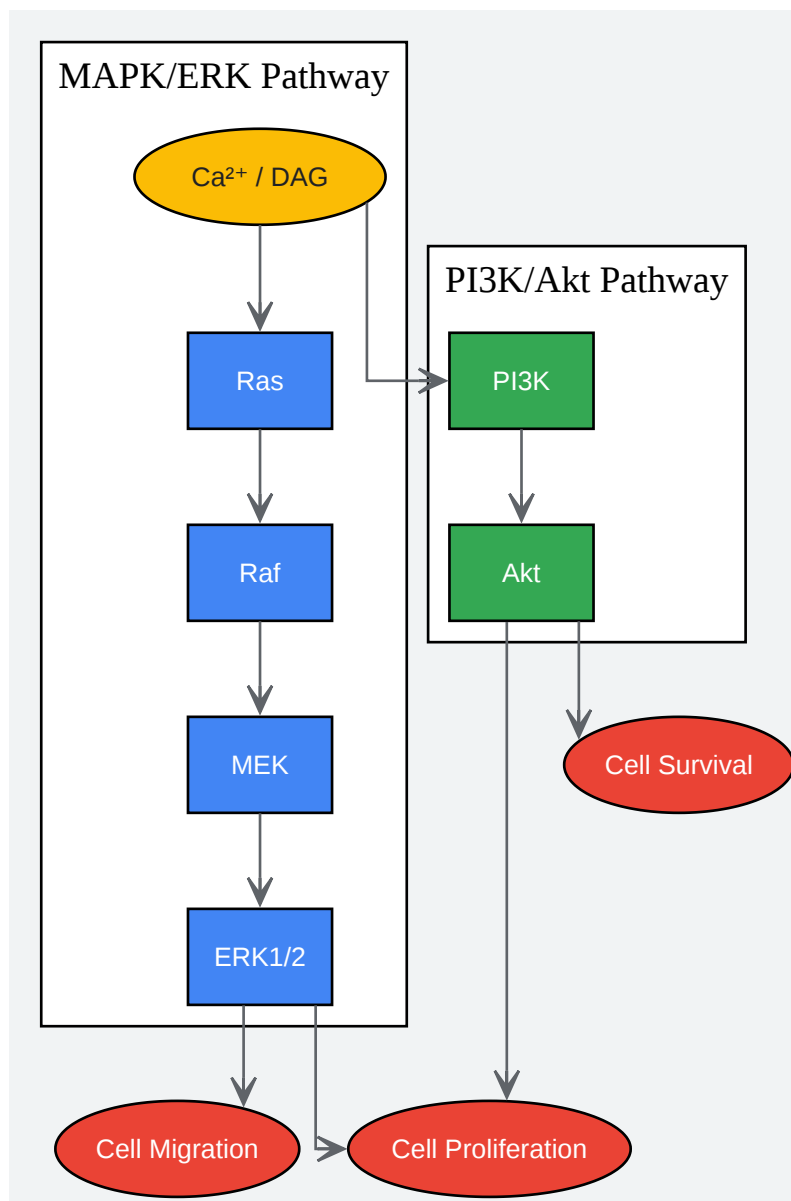 MAPK/ERK Pathway
Ca²⁺ / DAG
PI3K/Akt Pathway
Ras
PI3K
Raf
Akt
MEK
Cell Survival
ERK1/2
Cell Migration
Cell Proliferation